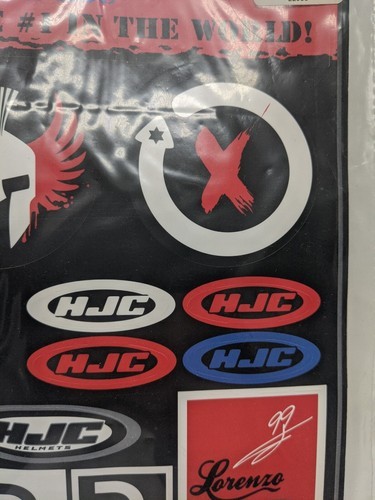 #1 IN THE WORLD!
X
HJC HJC
HJC HJC
HJC
HELMETS
99
Lorenzo